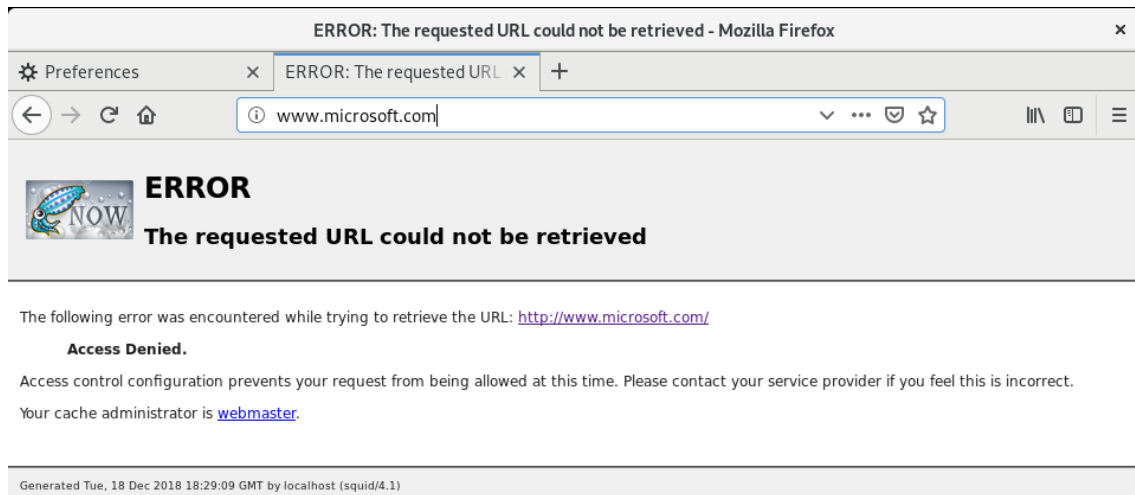 ERROR: The requested URL could not be retrieved - Mozilla Firefox
Preferences
ERROR: The requested URL
www.microsoft.com
NOW
ERROR
The requested URL could not be retrieved
The following error was encountered while trying to retrieve the URL: http://www.microsoft.com/
Access Denied.
Access control configuration prevents your request from being allowed at this time. Please contact your service provider if you feel this is incorrect.
Your cache administrator is webmaster.
Generated Tue, 18 Dec 2018 18:29:09 GMT by localhost (squid/4.1)